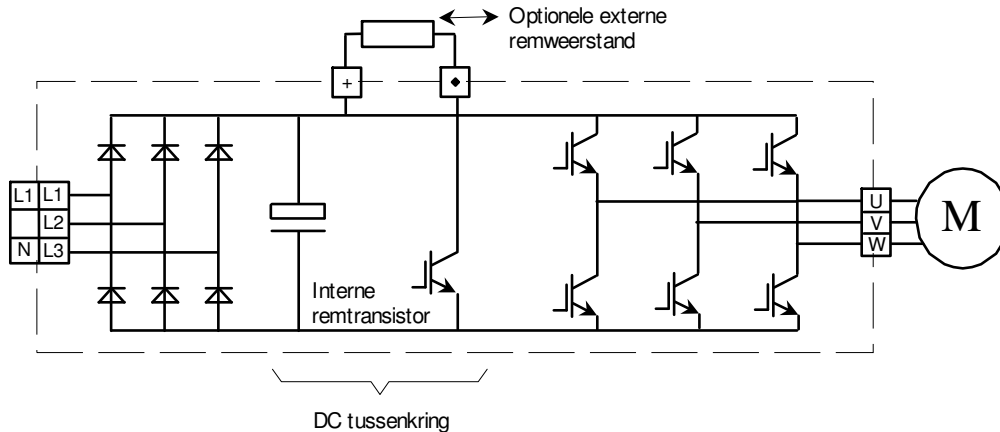 Optionele externe
remweerstand
+
L1 L1
L2
N L3
Interne
remtransistor
U
V
W
M
DC tussenkring